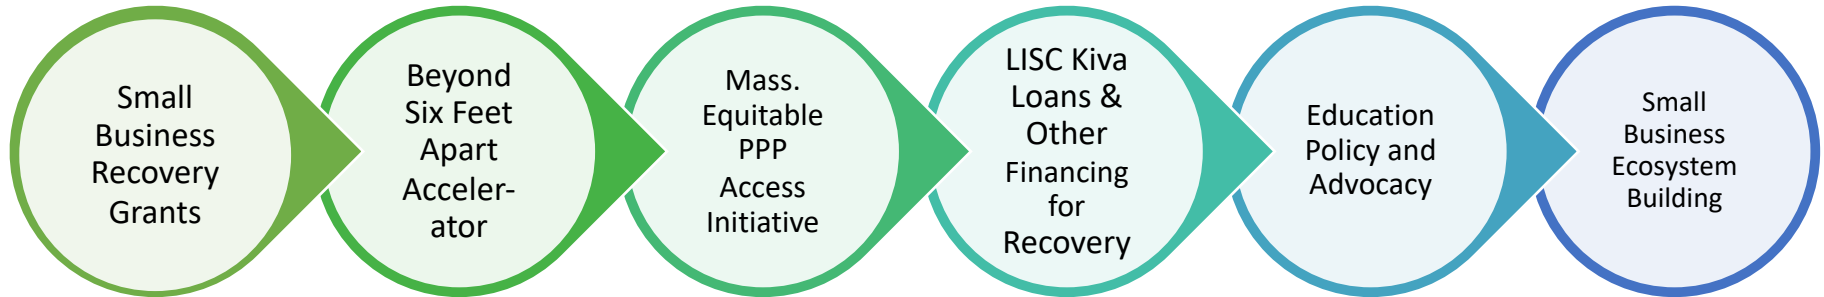 Small
Business
Recovery
Grants
Beyond
Six Feet
Apart
Acceler-
ator
Mass.
Equitable
PPP
Access
Initiative
LISC Kiva
Loans &
Other
Financing
for
Recovery
Education
Policy and
Advocacy
Small
Business
Ecosystem
Building